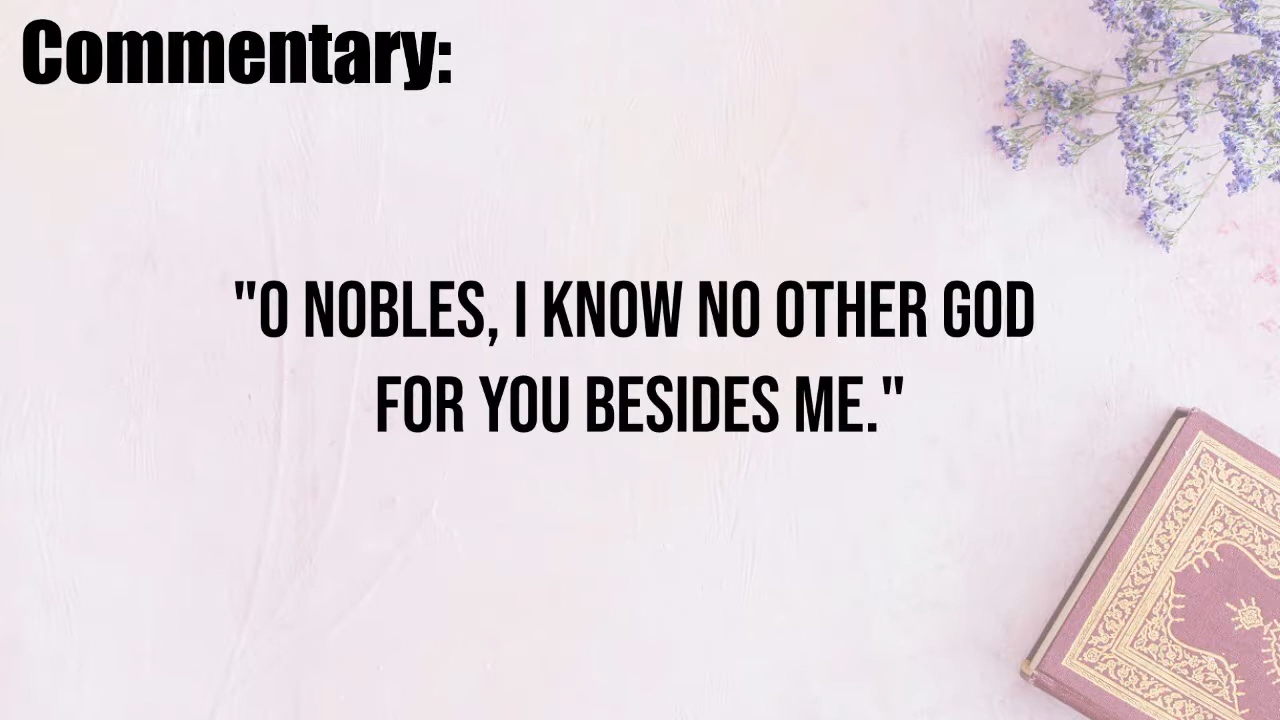 Commentary:
"O NOBLES, I KNOW NO OTHER GOD
FOR YOU BESIDES ME."